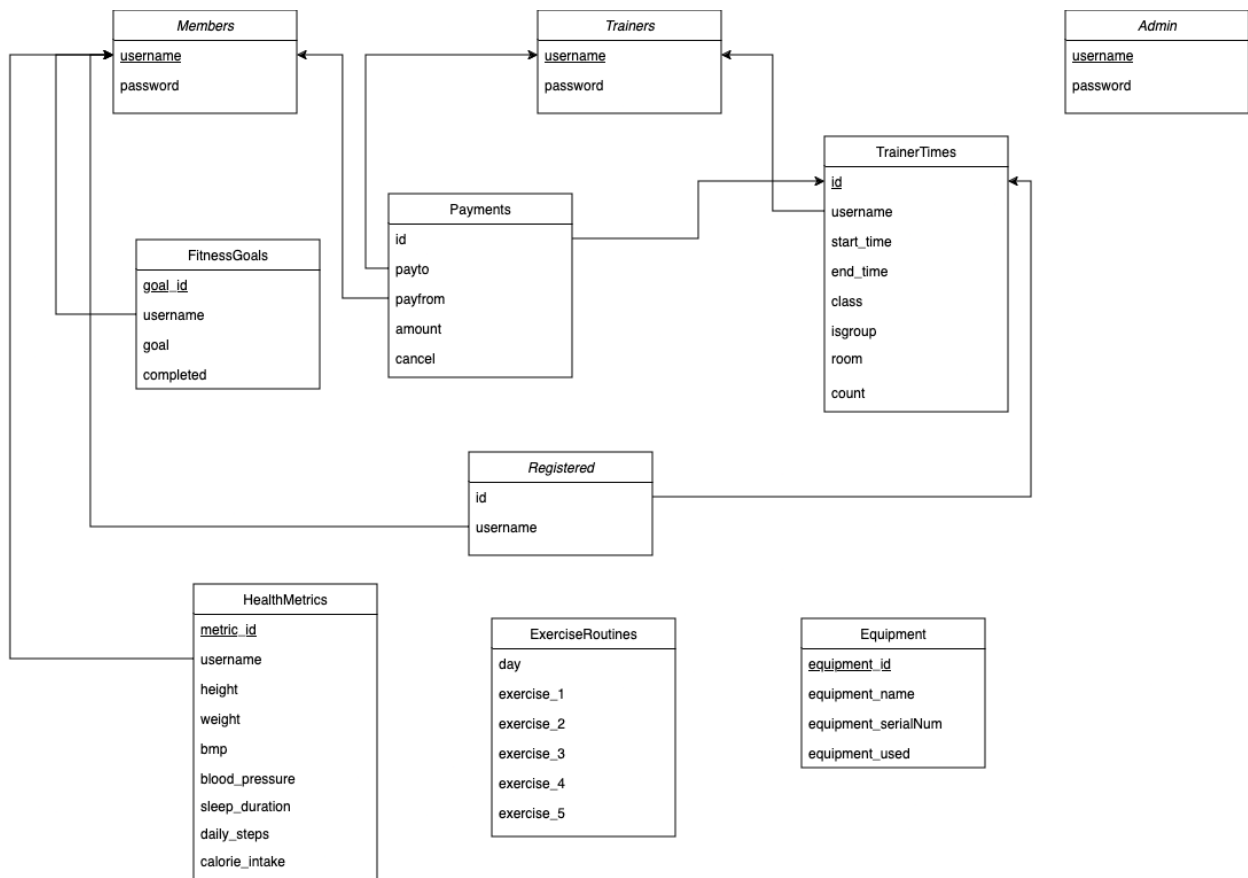 Members
username
password
Trainers
username
password
Admin
username
password
TrainerTimes
id
username
start_time
end_time
class
isgroup
room
count
Payments
id
payto
payfrom
amount
cancel
FitnessGoals
goal_id
username
goal
completed
Registered
id
username
HealthMetrics
metric_id
username
height
weight
bmp
blood_pressure
sleep_duration
daily_steps
calorie_intake
ExerciseRoutines
day
exercise_1
exercise_2
exercise_3
exercise_4
exercise_5
Equipment
equipment_id
equipment_name
equipment_serialNum
equipment_used